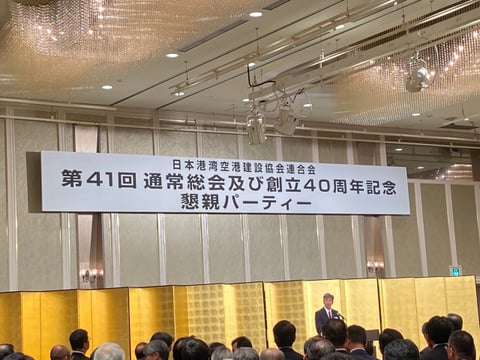 日本港湾空港建設協会連合会
第41回 通常総会及び創立40周年記念
懇親パーティー